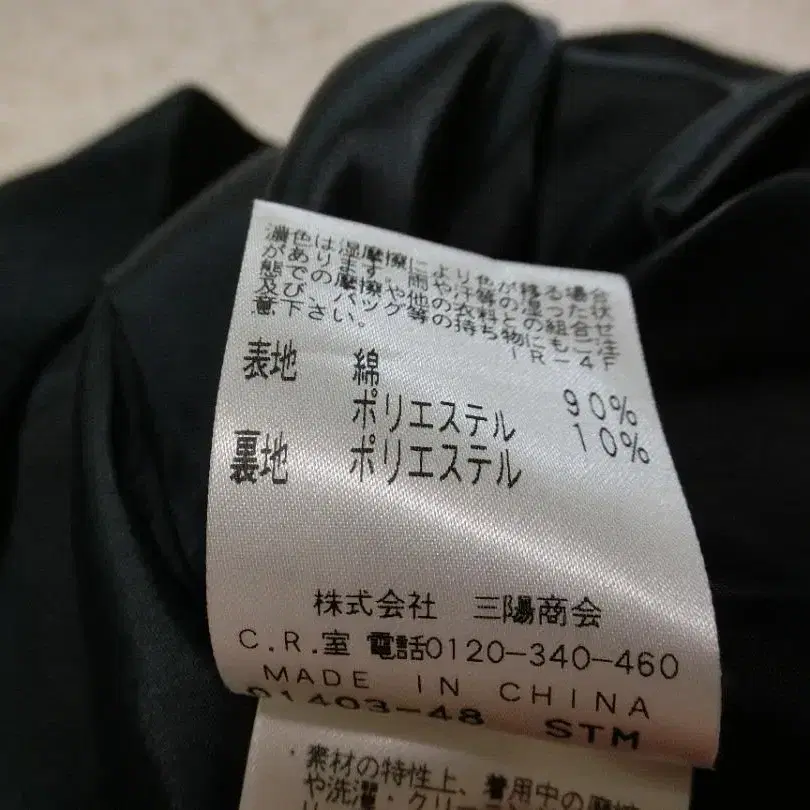 濃色は湿摩擦により色が移る場合
があります。雨や汗等の湿った状
態での摩擦や他の衣料との組合せ
及び、バッグ等の持ち物にもご注
意下さい。
IR-4F
表地 綿 90%
ポリエステル 10%
裏地 ポリエステル
株式会社 三陽商会
C.R.室 電話0120-340-460
MADE IN CHINA
01403-48 STM
・素材の特性上、着用中の摩擦
や洗濯・クリーニ